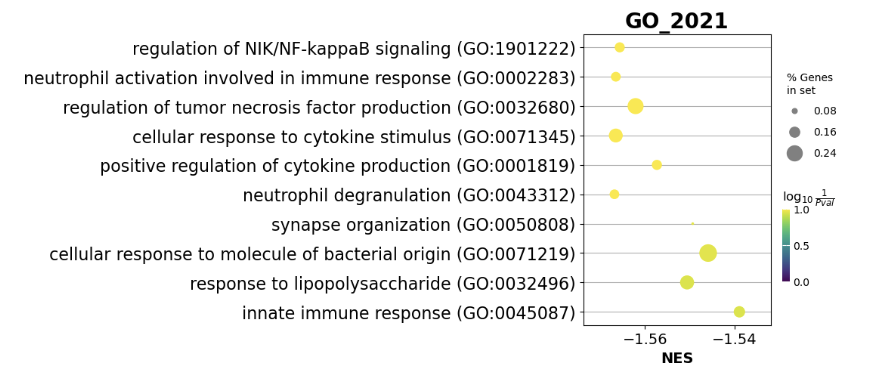 GO_2021
regulation of NIK/NF-kappaB signaling (GO:1901222)
neutrophil activation involved in immune response (GO:0002283)
regulation of tumor necrosis factor production (GO:0032680)
cellular response to cytokine stimulus (GO:0071345)
positive regulation of cytokine production (GO:0001819)
neutrophil degranulation (GO:0043312)
synapse organization (GO:0050808)
cellular response to molecule of bacterial origin (GO:0071219)
response to lipopolysaccharide (GO:0032496)
innate immune response (GO:0045087)
−1.56 −1.54
NES
% Genes
in set
0.08
0.16
0.24
log₁₀ 1/Pval
1.0
0.5
0.0